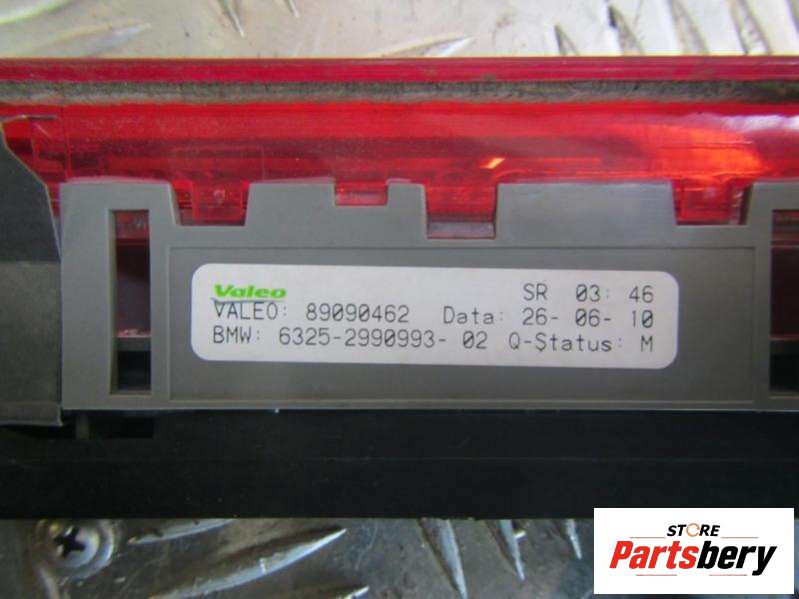 Valeo SR 03: 46
VALEO: 89090462 Data: 26- 06- 10
BMW: 6325-2990993- 02 Q-Status: M
STORE
Partsbery